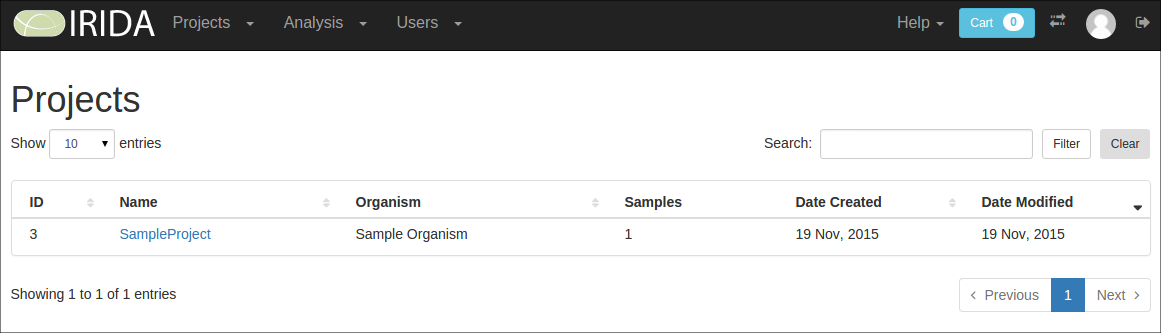 IRIDA Projects Analysis Users Help Cart 0
Projects
Show 10 entries Search: Filter Clear
ID Name Organism Samples Date Created Date Modified
3 SampleProject Sample Organism 1 19 Nov, 2015 19 Nov, 2015
Showing 1 to 1 of 1 entries Previous 1 Next